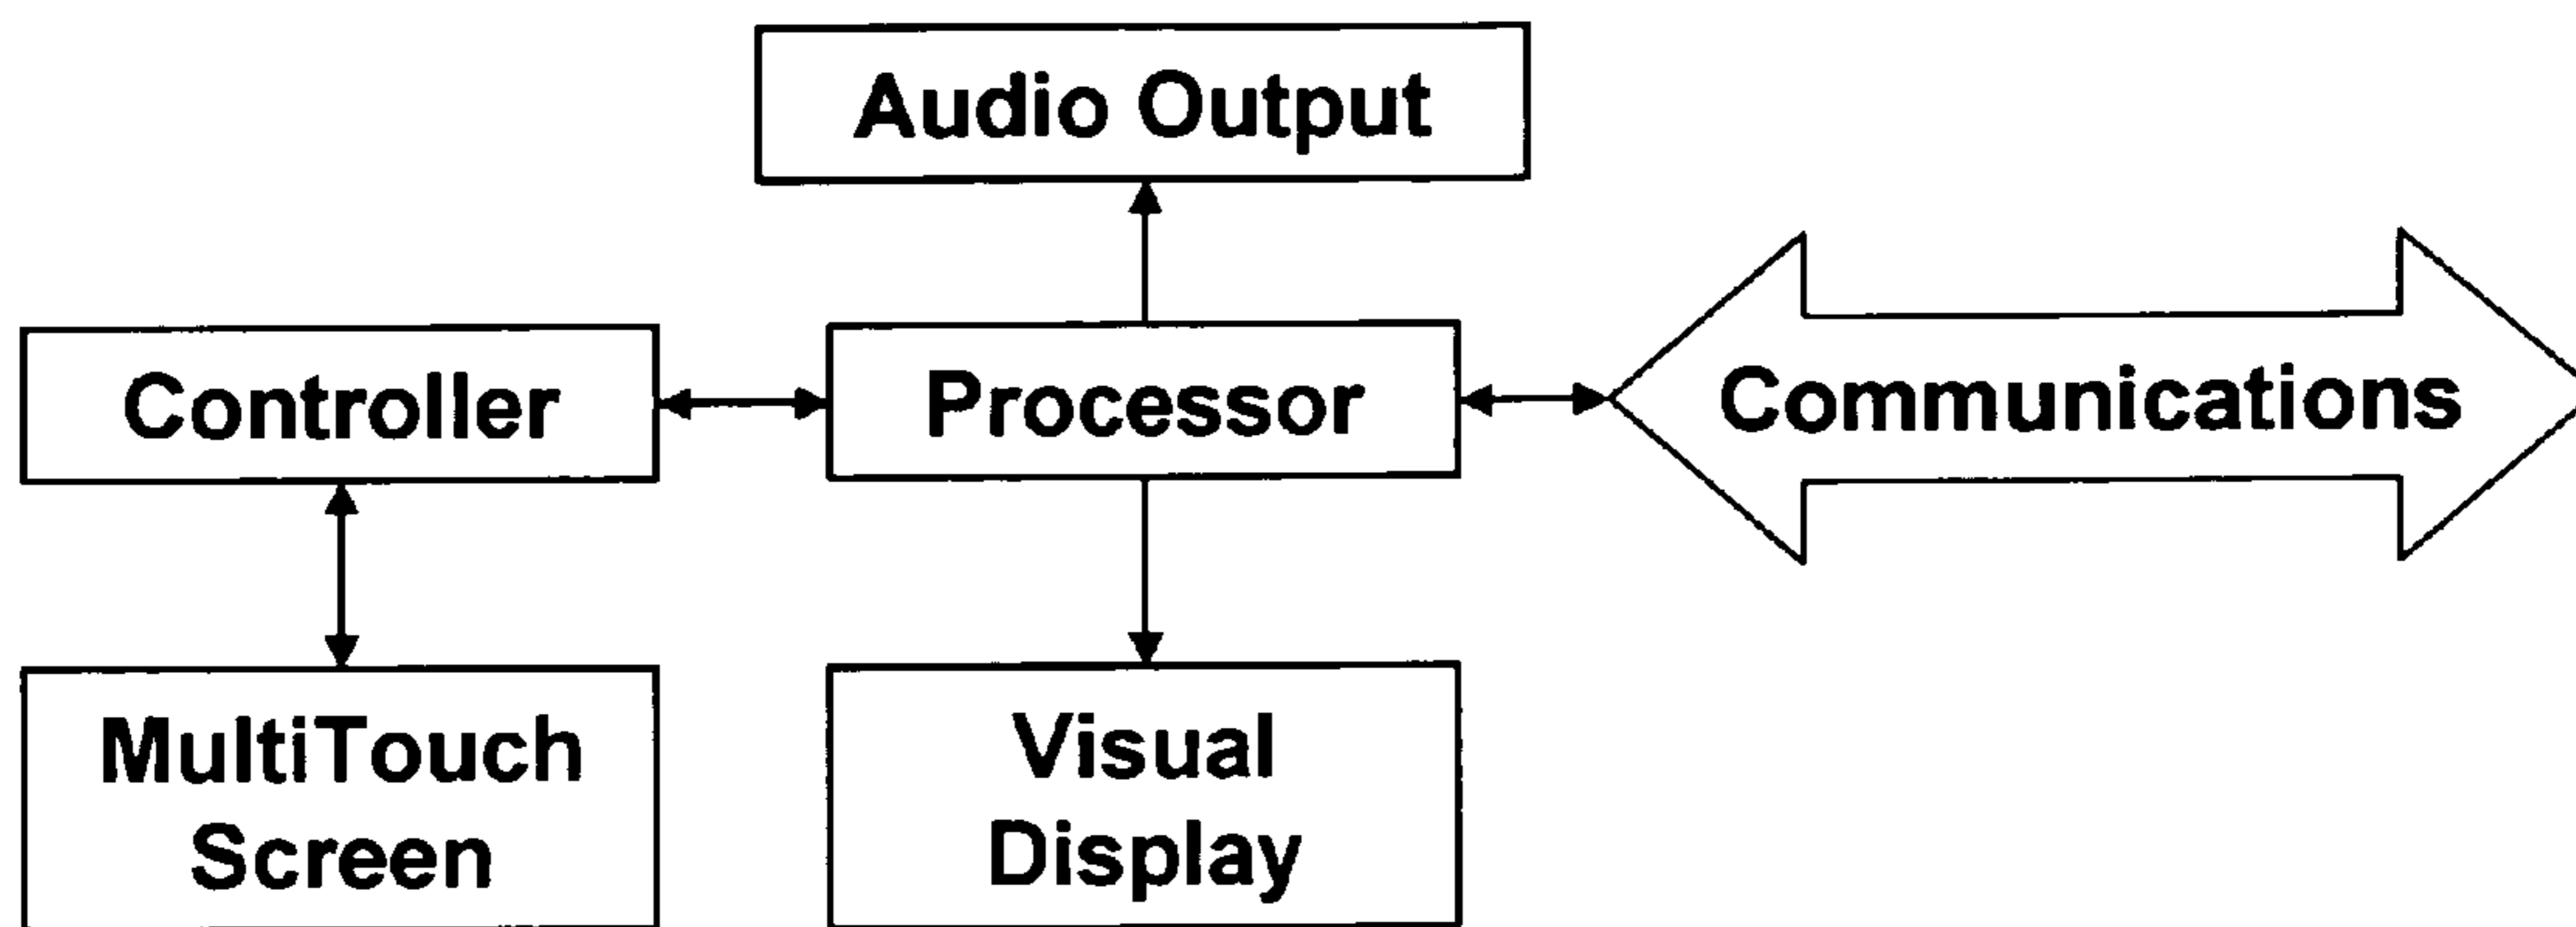 Audio Output
Controller
Processor
Communications
MultiTouch
Screen
Visual
Display